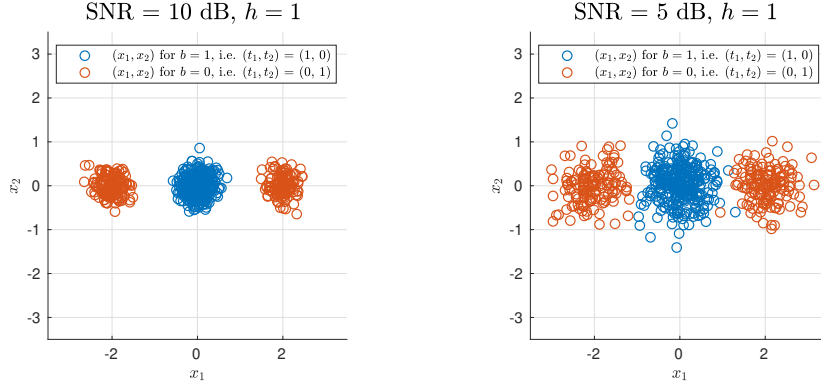 SNR = 10 dB, h = 1
(x₁, x₂) for b = 1, i.e. (t₁, t₂) = (1, 0)
(x₁, x₂) for b = 0, i.e. (t₁, t₂) = (0, 1)
3
2
1
0
-1
-2
-3
x₂
-2
0
2
x₁
SNR = 5 dB, h = 1
(x₁, x₂) for b = 1, i.e. (t₁, t₂) = (1, 0)
(x₁, x₂) for b = 0, i.e. (t₁, t₂) = (0, 1)
3
2
1
0
-1
-2
-3
x₂
-2
0
2
x₁